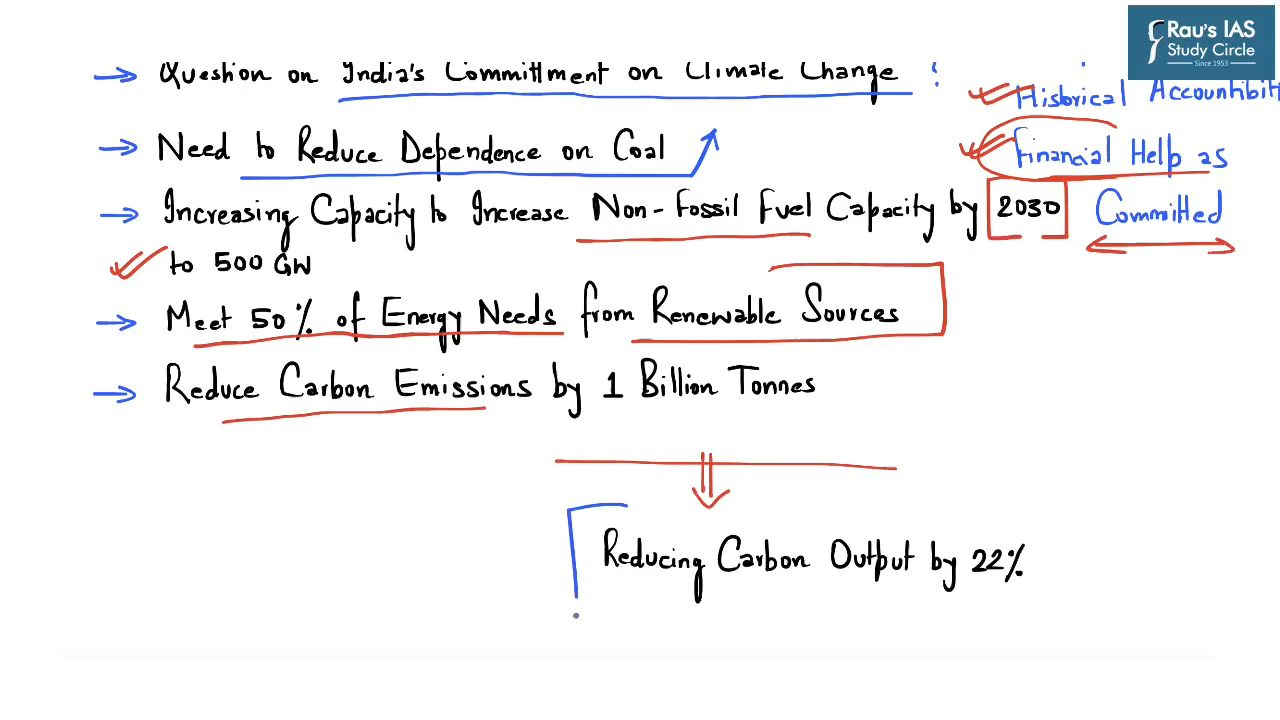 Rau's IAS
Study Circle
Since 1953
→ Question on India's Committment on Climate Change
Historical Accountibilit
→ Need to Reduce Dependence on Coal
Financial Help as
Committed
→ Increasing Capacity to Increase Non-Fossil Fuel Capacity by 2030
to 500 GW
→ Meet 50% of Energy Needs from Renewable Sources
→ Reduce Carbon Emissions by 1 Billion Tonnes
Reducing Carbon Output by 22%